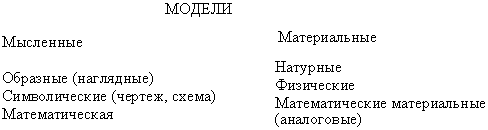 МОДЕЛИ
Мысленные
Образные (наглядные)
Символические (чертеж, схема)
Математическая
Материальные
Натурные
Физические
Математические материальные
(аналоговые)